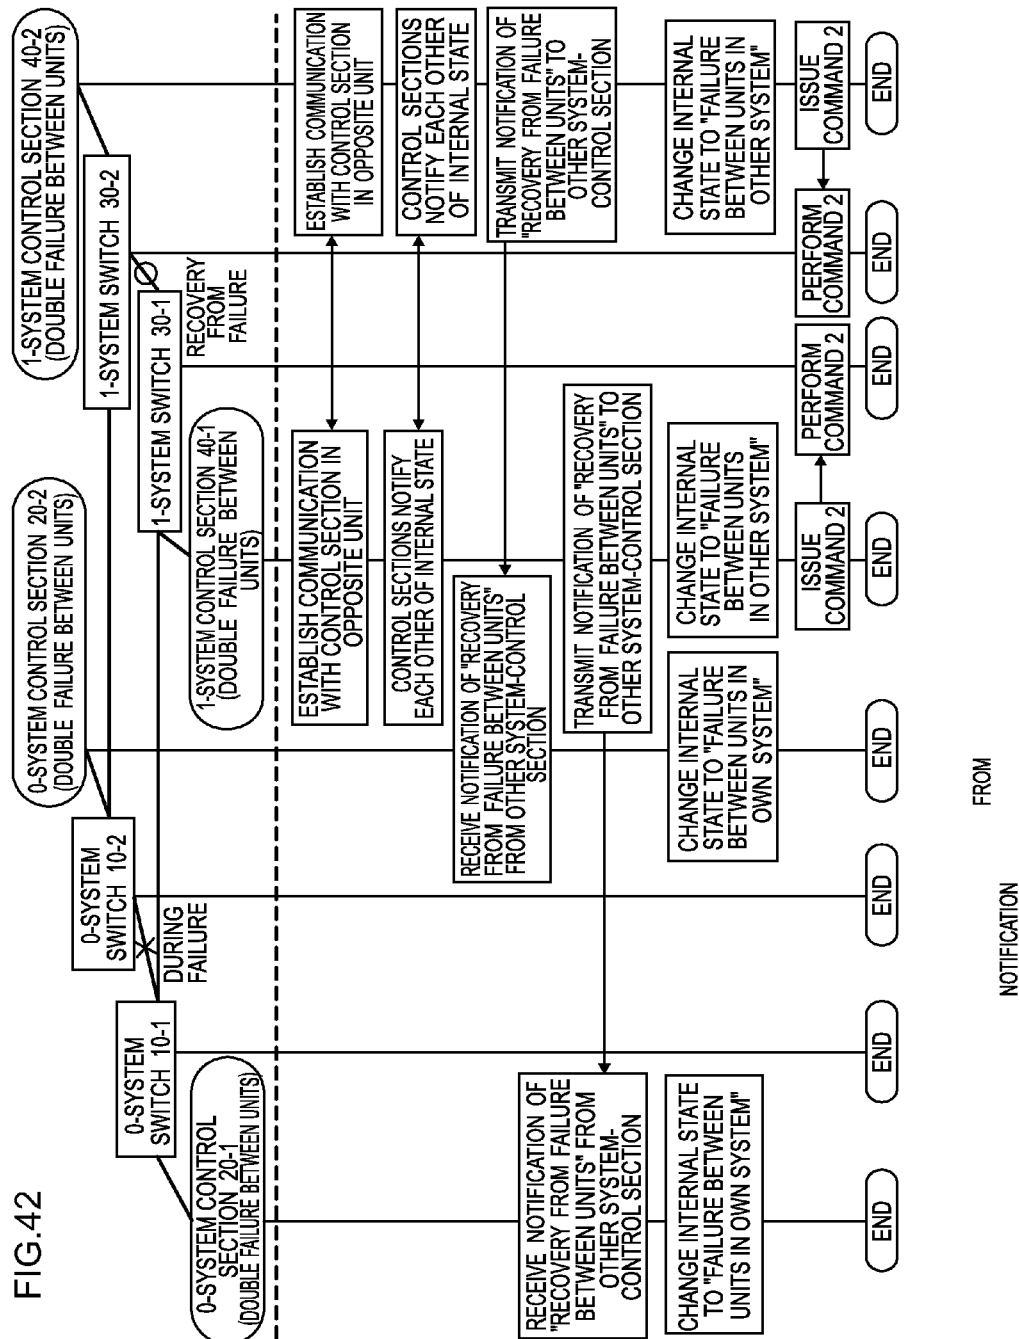 FIG.42
0-SYSTEM CONTROL
SECTION 20-1
(DOUBLE FAILURE BETWEEN UNITS)
0-SYSTEM
SWITCH 10-1
DURING
FAILURE
0-SYSTEM
SWITCH 10-2
0-SYSTEM CONTROL SECTION 20-2
(DOUBLE FAILURE BETWEEN UNITS)
1-SYSTEM CONTROL SECTION 40-1
(DOUBLE FAILURE BETWEEN
UNITS)
1-SYSTEM SWITCH 30-1
RECOVERY
FROM
FAILURE
1-SYSTEM SWITCH 30-2
1-SYSTEM CONTROL SECTION 40-2
(DOUBLE FAILURE BETWEEN UNITS)
ESTABLISH COMMUNICATION
WITH CONTROL SECTION IN
OPPOSITE UNIT
ESTABLISH COMMUNICATION
WITH CONTROL SECTION
IN OPPOSITE UNIT
CONTROL SECTIONS NOTIFY
EACH OTHER OF INTERNAL STATE
CONTROL SECTIONS
NOTIFY EACH OTHER
OF INTERNAL STATE
RECEIVE NOTIFICATION OF "RECOVERY
FROM FAILURE BETWEEN UNITS"
FROM OTHER SYSTEM-CONTROL
SECTION
TRANSMIT NOTIFICATION OF
"RECOVERY FROM FAILURE
BETWEEN UNITS" TO
OTHER SYSTEM-
CONTROL SECTION
RECEIVE NOTIFICATION OF
"RECOVERY FROM FAILURE
BETWEEN UNITS" FROM
OTHER SYSTEM-
CONTROL SECTION
TRANSMIT NOTIFICATION OF "RECOVERY
FROM FAILURE BETWEEN UNITS" TO
OTHER SYSTEM-CONTROL SECTION
CHANGE INTERNAL STATE
TO "FAILURE BETWEEN
UNITS IN OWN SYSTEM"
CHANGE INTERNAL
STATE TO "FAILURE
BETWEEN UNITS IN
OWN SYSTEM"
CHANGE INTERNAL
STATE TO "FAILURE
BETWEEN UNITS
IN OTHER SYSTEM"
CHANGE INTERNAL
STATE TO "FAILURE
BETWEEN UNITS IN
OTHER SYSTEM"
ISSUE
COMMAND 2
PERFORM
COMMAND 2
PERFORM
COMMAND 2
ISSUE
COMMAND 2
END
END
END
END
END
END
END
END
NOTIFICATION
FROM